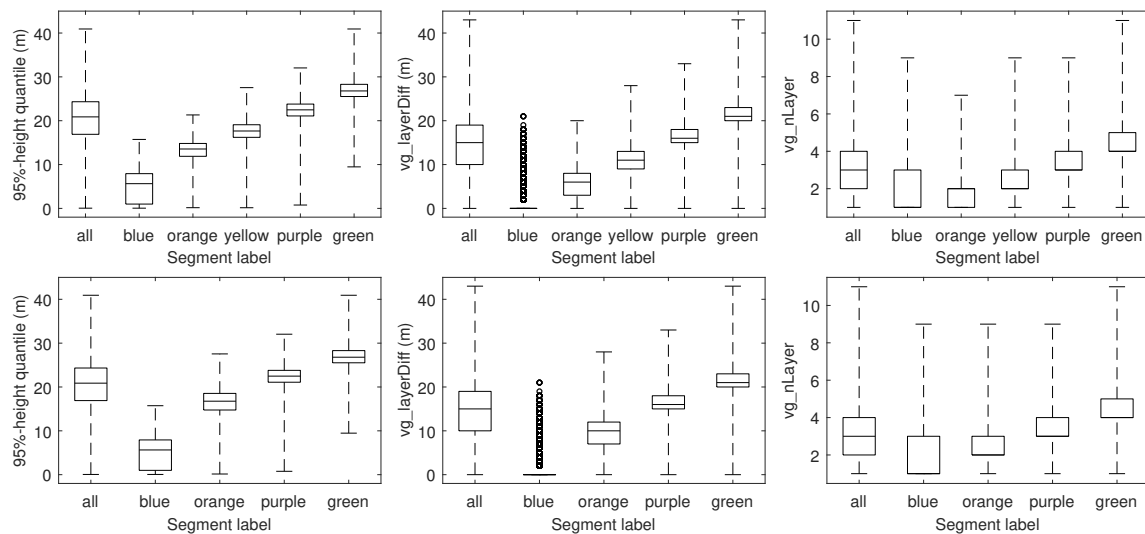 95%-height quantile (m)
40
30
20
10
0
all blue orange yellow purple green
Segment label
vg_layerDiff (m)
40
30
20
10
0
all blue orange yellow purple green
Segment label
vg_nLayer
10
8
6
4
2
all blue orange yellow purple green
Segment label
95%-height quantile (m)
40
30
20
10
0
all blue orange purple green
Segment label
vg_layerDiff (m)
40
30
20
10
0
all blue orange purple green
Segment label
vg_nLayer
10
8
6
4
2
all blue orange purple green
Segment label